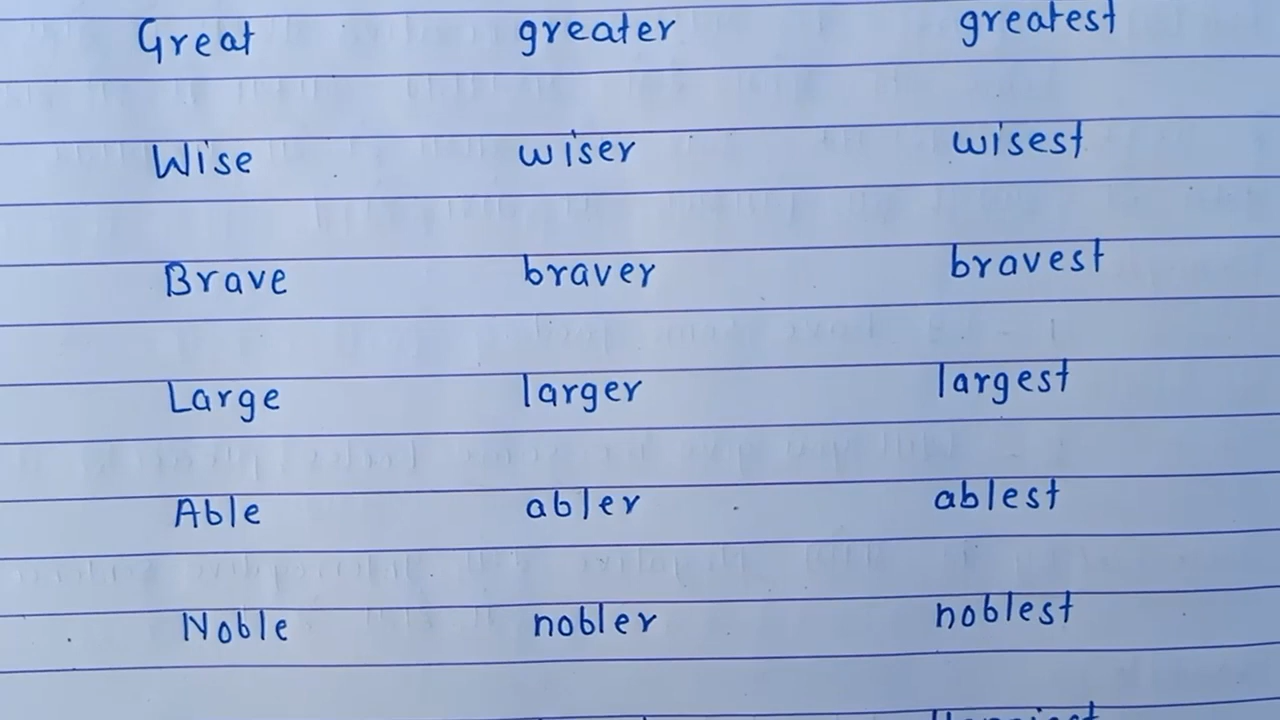 Great greater greatest
Wise wiser wisest
Brave braver bravest
Large larger largest
Able abler ablest
Noble nobler noblest